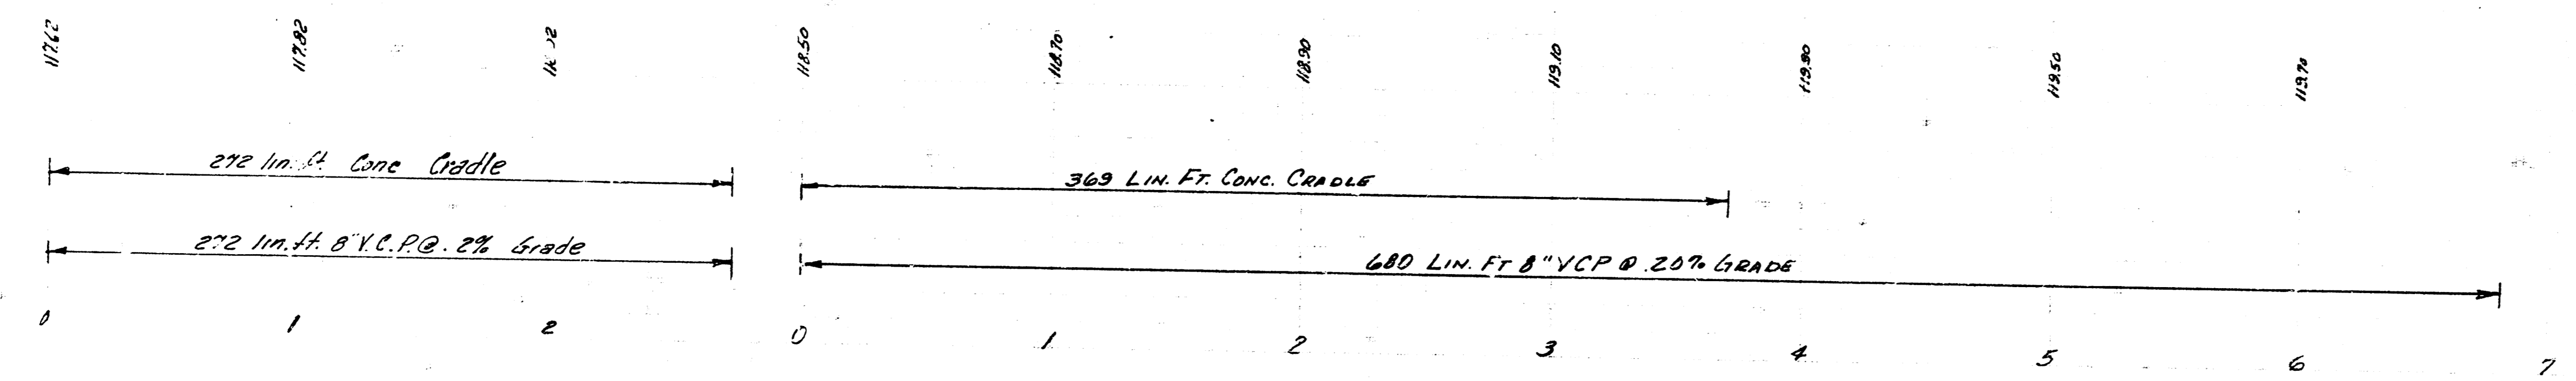 117.62 117.82 118.50 118.70 118.90 119.10 119.30 119.50 119.70
272 lin. ft. Conc Cradle
369 LIN. FT. CONC. CRADLE
272 lin. ft. 8" V.C.P. @ .2% Grade
680 LIN. FT 8" VCP @ .20% GRADE
0 1 2 0 1 2 3 4 5 6 7